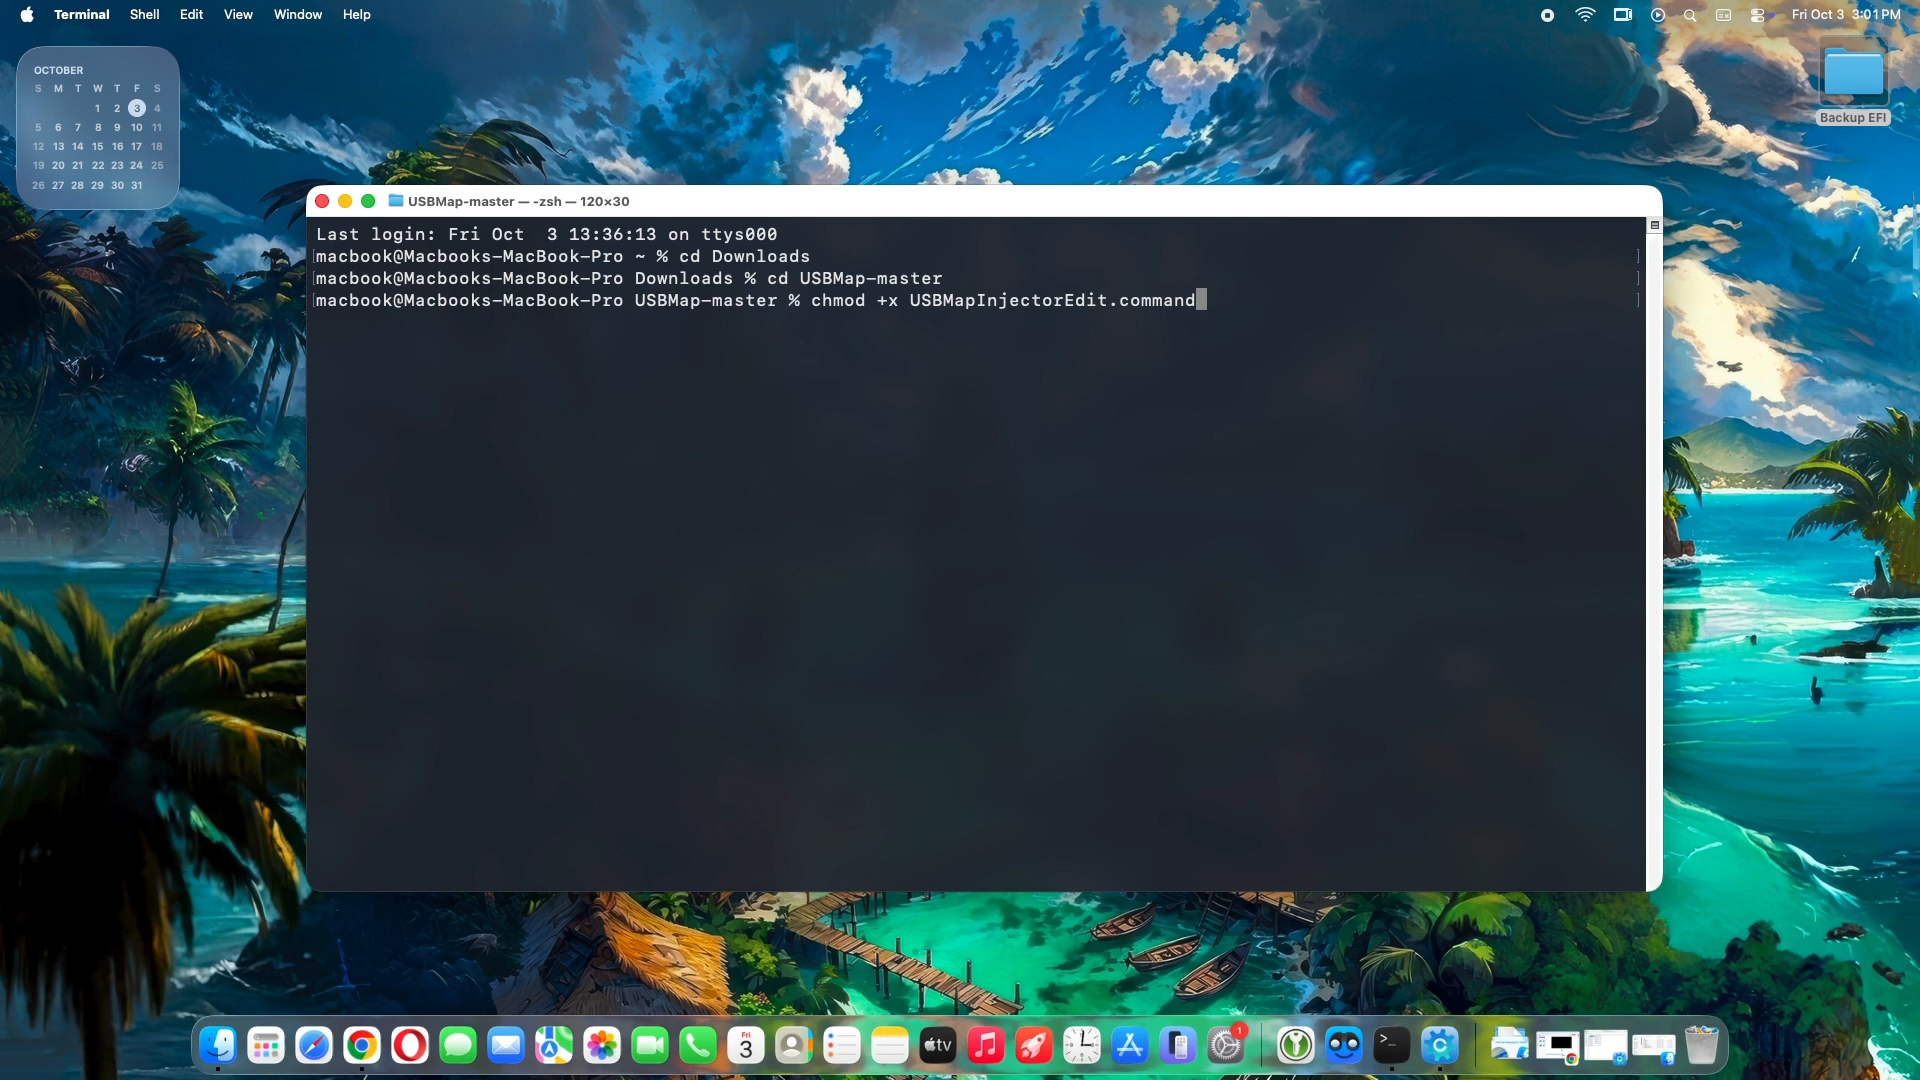 Terminal Shell Edit View Window Help
Fri Oct 3 3:01 PM
OCTOBER
S M T W T F S
1 2 3 4
5 6 7 8 9 10 11
12 13 14 15 16 17 18
19 20 21 22 23 24 25
26 27 28 29 30 31
Backup EFI
USBMap-master — -zsh — 120×30
Last login: Fri Oct  3 13:36:13 on ttys000
[macbook@Macbooks-MacBook-Pro ~ % cd Downloads ]
[macbook@Macbooks-MacBook-Pro Downloads % cd USBMap-master ]
[macbook@Macbooks-MacBook-Pro USBMap-master % chmod +x USBMapInjectorEdit.command ]
Fri
3
tv
1
>_